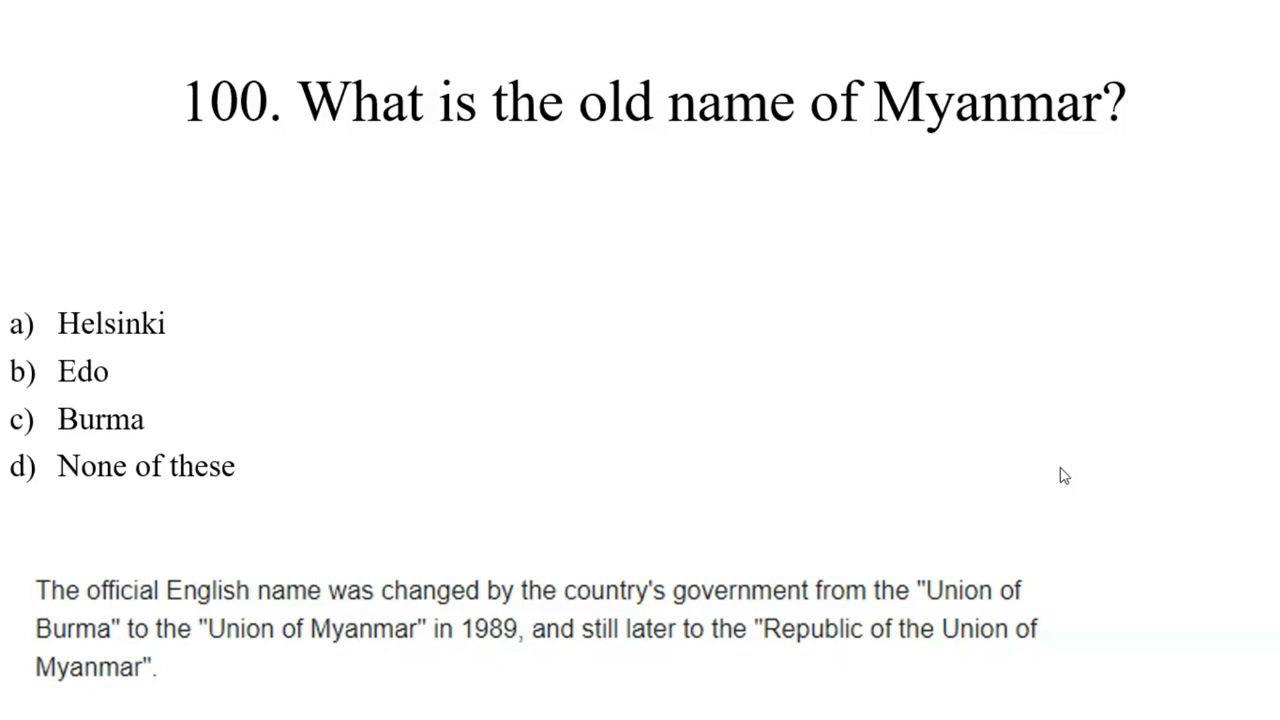 100. What is the old name of Myanmar?
a) Helsinki
b) Edo
c) Burma
d) None of these
The official English name was changed by the country's government from the "Union of
Burma" to the "Union of Myanmar" in 1989, and still later to the "Republic of the Union of
Myanmar".